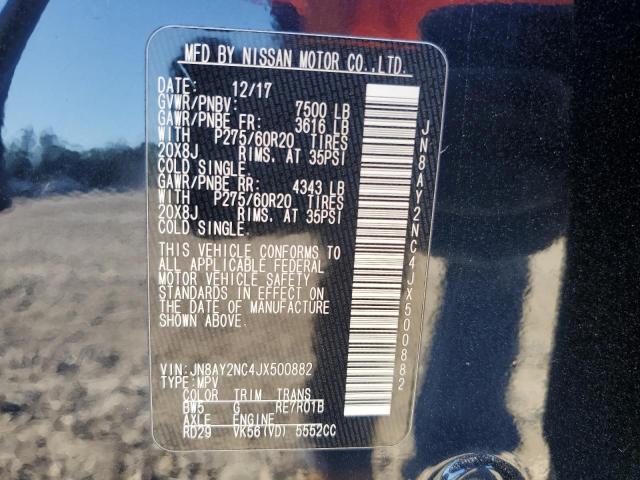 MFD BY NISSAN MOTOR CO.,LTD.
DATE: 12/17
GVWR/PNBV: 7500 LB
GAWR/PNBE FR: 3616 LB
WITH P275/60R20 TIRES
20X8J RIMS. AT 35PSI
COLD SINGLE.
GAWR/PNBE RR: 4343 LB
WITH P275/60R20 TIRES
20X8J RIMS. AT 35PSI
COLD SINGLE.
THIS VEHICLE CONFORMS TO
ALL APPLICABLE FEDERAL
MOTOR VEHICLE SAFETY
STANDARDS IN EFFECT ON
THE DATE OF MANUFACTURE
SHOWN ABOVE.
VIN: JN8AY2NC4JX500882
TYPE: MPV
COLOR TRIM TRANS
BW5 G RE7R01B
AXLE ENGINE
RD29 VK56(VD) 5552CC
JN8AY2NC4JX500882